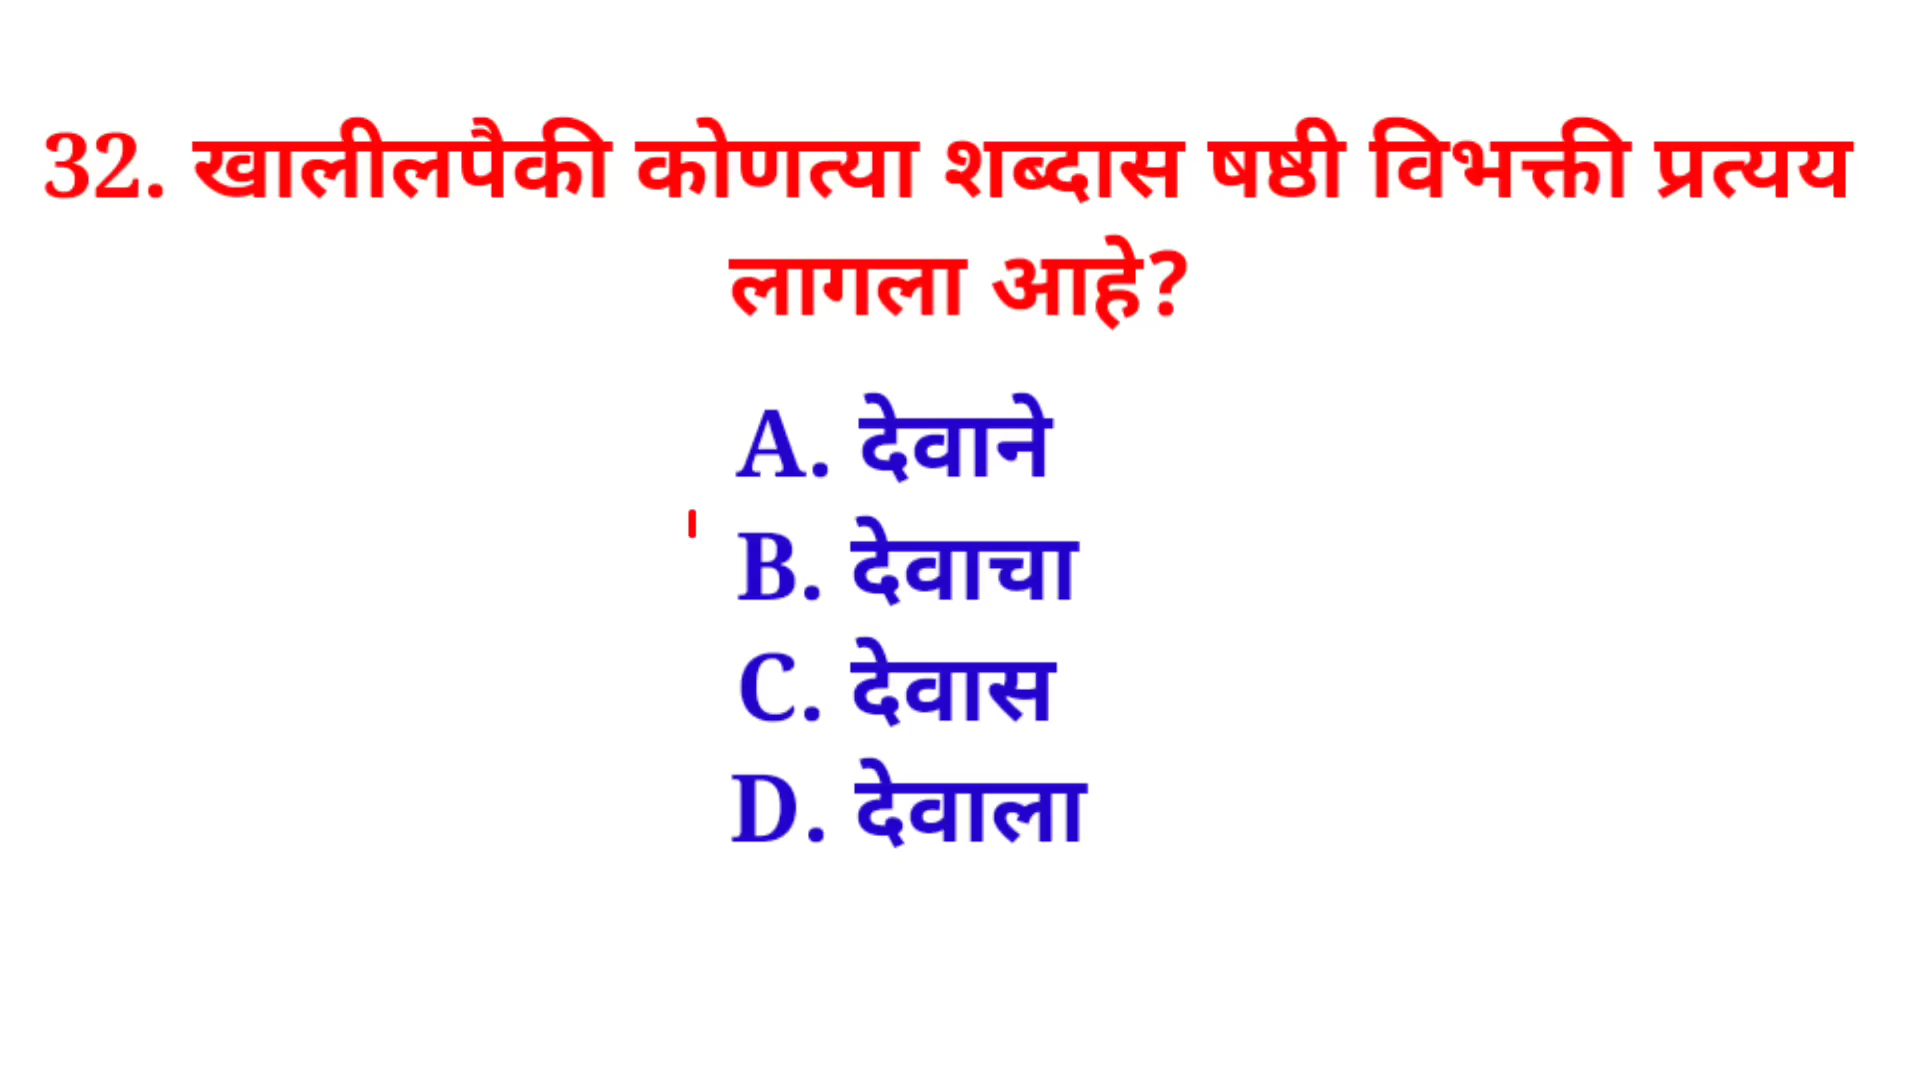 32. खालीलपैकी कोणत्या शब्दास षष्ठी विभक्ती प्रत्यय
लागला आहे?
A. देवाने
B. देवाचा
C. देवास
D. देवाला